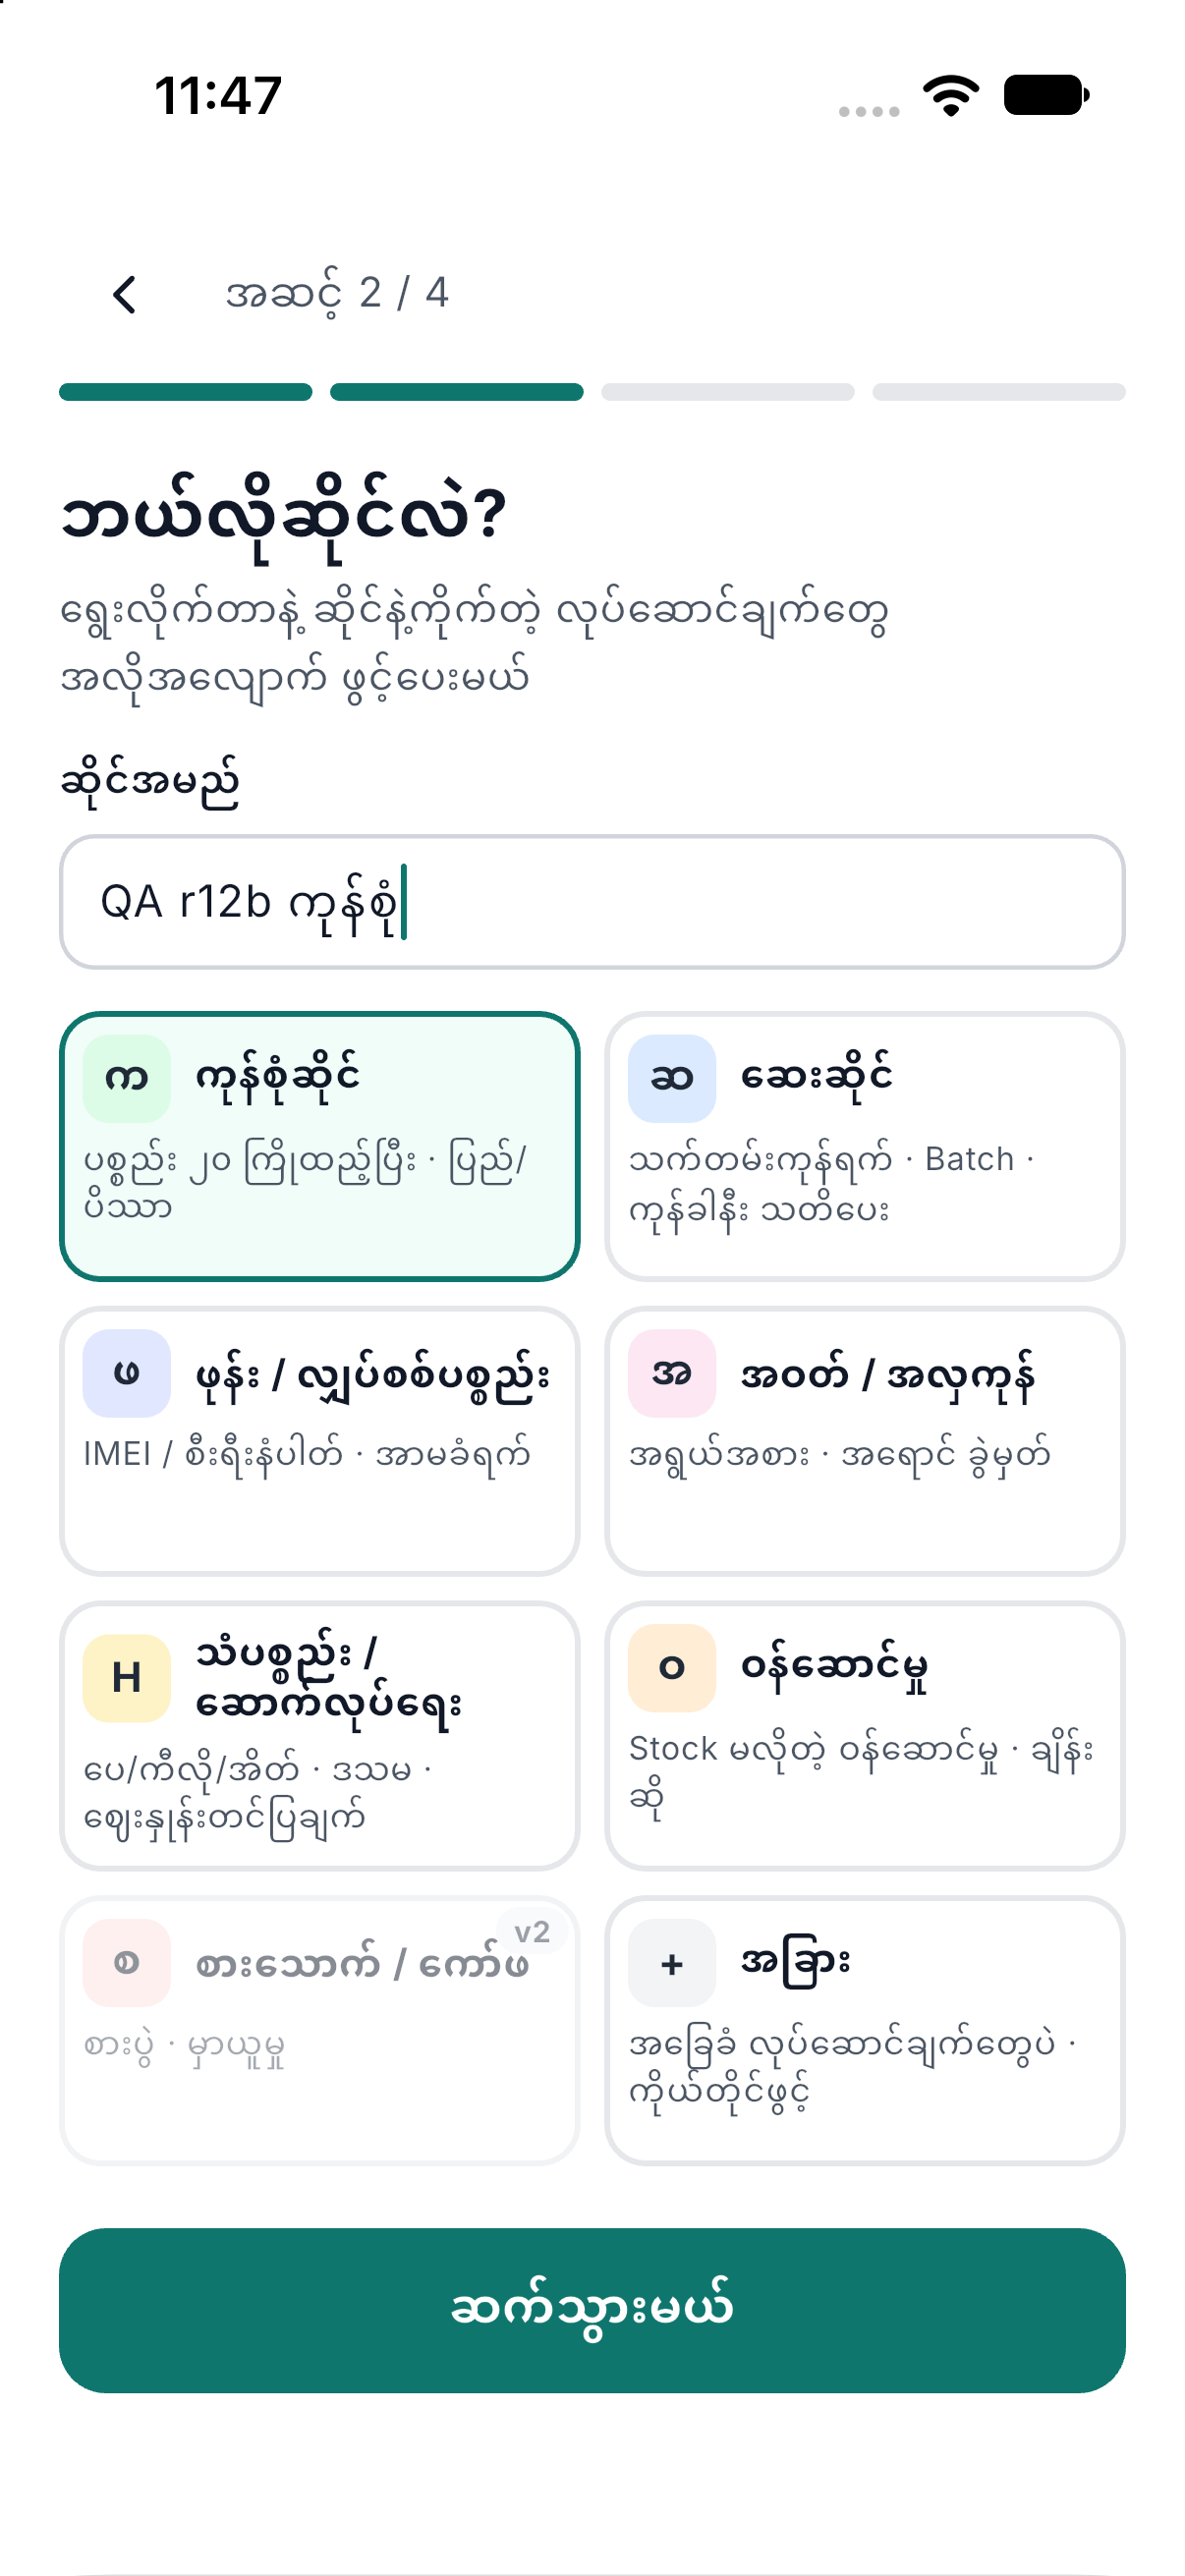 11:47
အဆင့် 2 / 4
ဘယ်လိုဆိုင်လဲ?
ရွေးလိုက်တာနဲ့ ဆိုင်နဲ့ကိုက်တဲ့ လုပ်ဆောင်ချက်တွေ
အလိုအလျောက် ဖွင့်ပေးမယ်
ဆိုင်အမည်
QA r12b ကုန်စုံ
က ကုန်စုံဆိုင်
ပစ္စည်း ၂၀ ကြိုထည့်ပြီး · ပြည်/
ပိဿာ
ဆ ဆေးဆိုင်
သက်တမ်းကုန်ရက် · Batch ·
ကုန်ခါနီး သတိပေး
ဖ ဖုန်း / လျှပ်စစ်ပစ္စည်း
IMEI / စီးရီးနံပါတ် · အာမခံရက်
အ အဝတ် / အလှကုန်
အရွယ်အစား · အရောင် ခွဲမှတ်
H သံပစ္စည်း /
ဆောက်လုပ်ရေး
ပေ/ကီလို/အိတ် · ဒသမ ·
ဈေးနှုန်းတင်ပြချက်
ဝ ဝန်ဆောင်မှု
Stock မလိုတဲ့ ဝန်ဆောင်မှု · ချိန်း
ဆို
v2
စ စားသောက် / ကော်ဖ
စားပွဲ · မှာယူမှု
+ အခြား
အခြေခံ လုပ်ဆောင်ချက်တွေပဲ ·
ကိုယ်တိုင်ဖွင့်
ဆက်သွားမယ်